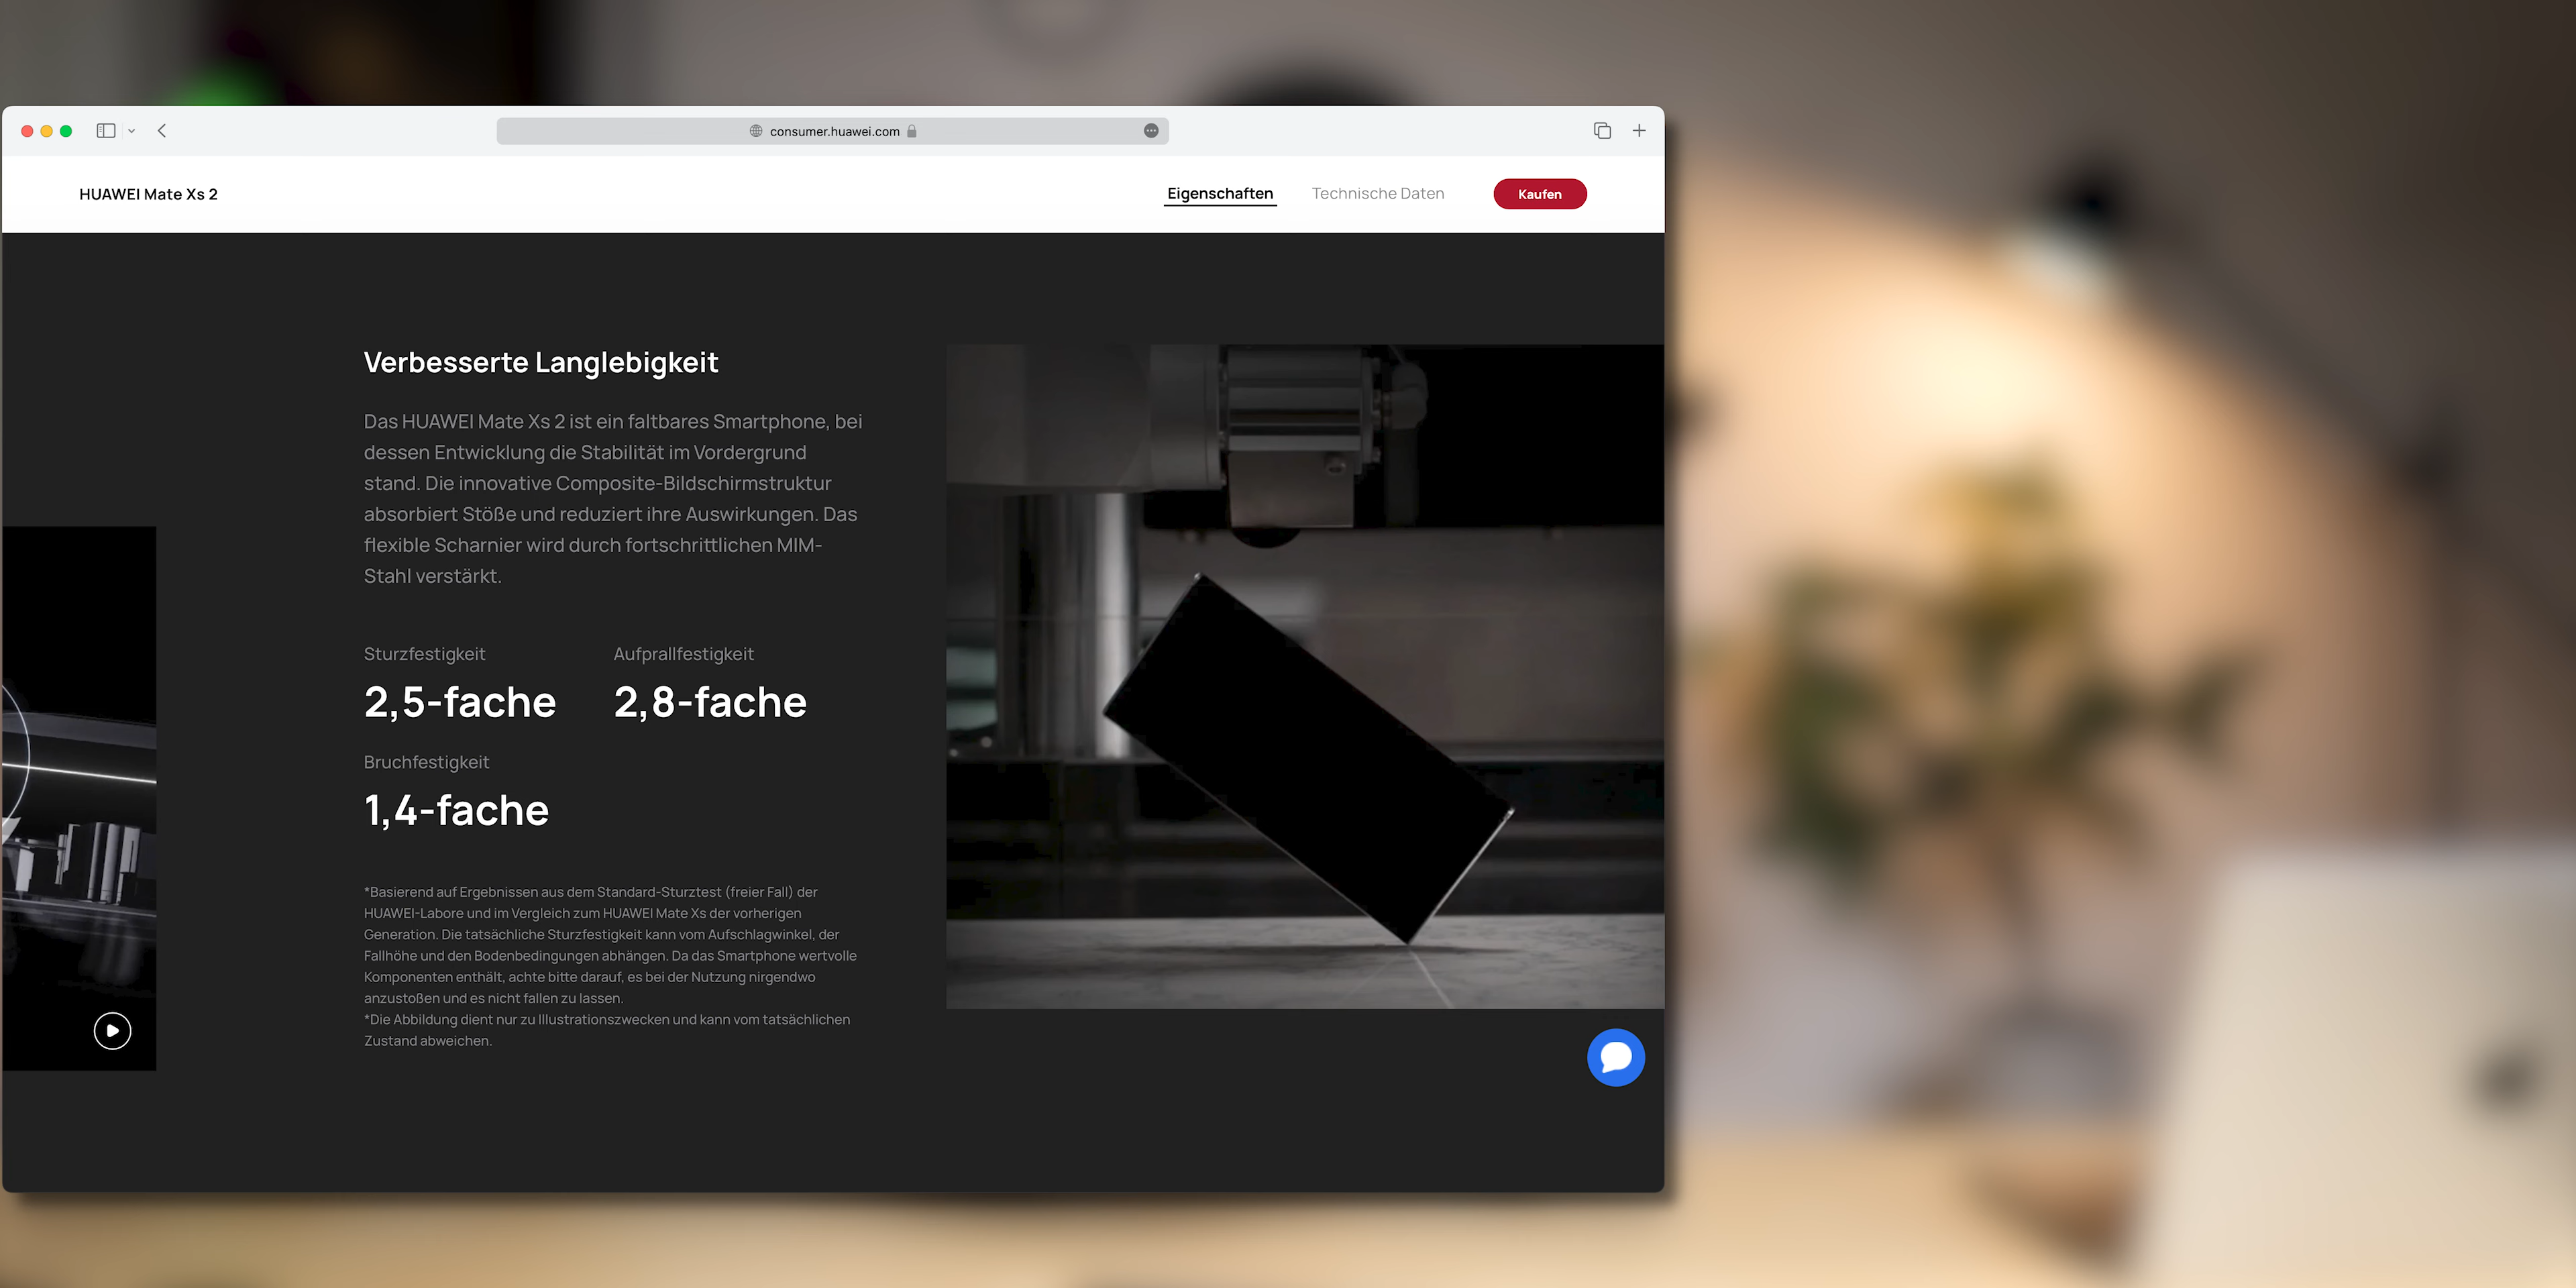 consumer.huawei.com
HUAWEI Mate Xs 2
Eigenschaften
Technische Daten
Kaufen
Verbesserte Langlebigkeit
Das HUAWEI Mate Xs 2 ist ein faltbares Smartphone, bei
dessen Entwicklung die Stabilität im Vordergrund
stand. Die innovative Composite-Bildschirmstruktur
absorbiert Stöße und reduziert ihre Auswirkungen. Das
flexible Scharnier wird durch fortschrittlichen MIM-
Stahl verstärkt.
Sturzfestigkeit
2,5-fache
Aufprallfestigkeit
2,8-fache
Bruchfestigkeit
1,4-fache
*Basierend auf Ergebnissen aus dem Standard-Sturztest (freier Fall) der
HUAWEI-Labore und im Vergleich zum HUAWEI Mate Xs der vorherigen
Generation. Die tatsächliche Sturzfestigkeit kann vom Aufschlagwinkel, der
Fallhöhe und den Bodenbedingungen abhängen. Da das Smartphone wertvolle
Komponenten enthält, achte bitte darauf, es bei der Nutzung nirgendwo
anzustoßen und es nicht fallen zu lassen.
*Die Abbildung dient nur zu Illustrationszwecken und kann vom tatsächlichen
Zustand abweichen.